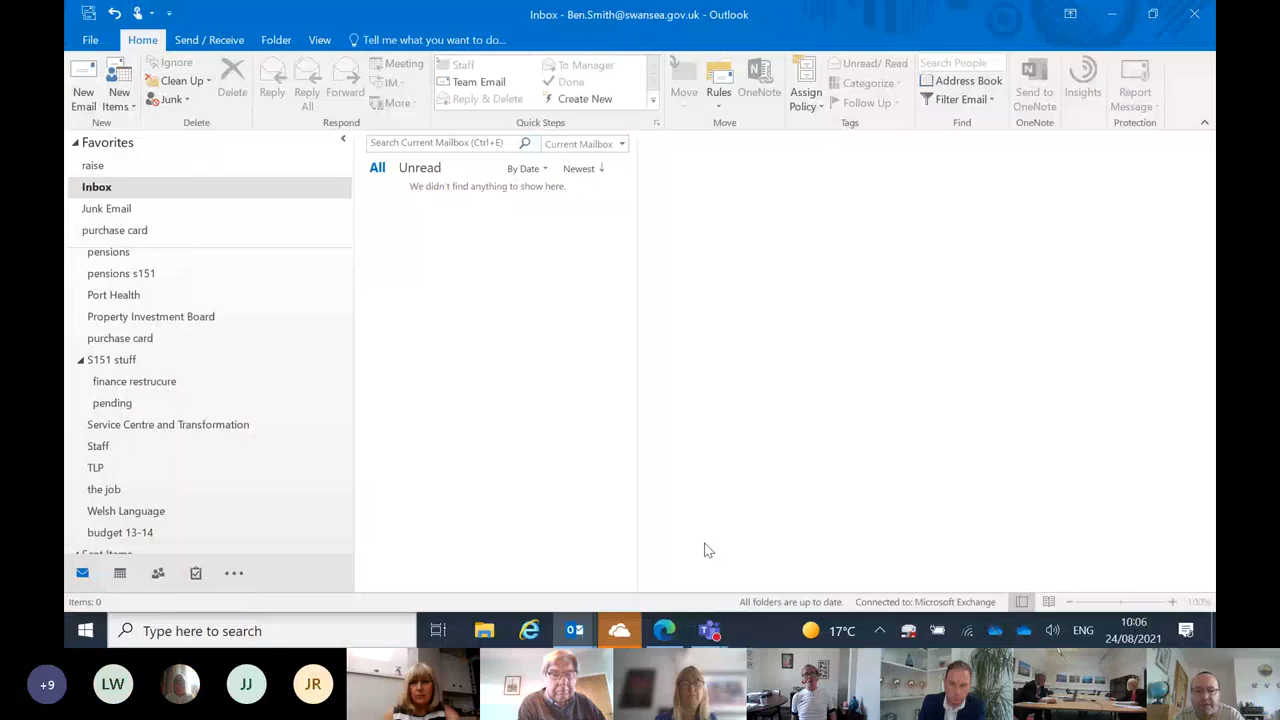 Inbox - Ben.Smith@swansea.gov.uk - Outlook
File Home Send / Receive Folder View Tell me what you want to do...
New Email
New Items
Ignore
Clean Up
Junk
Delete
Reply
Reply All
Forward
Meeting
IM
More
Staff
Team Email
Reply & Delete
To Manager
Done
Create New
Move
Rules
OneNote
Assign Policy
Unread/ Read
Categorize
Follow Up
Search People
Address Book
Filter Email
Send to OneNote
Insights
Report Message
New Delete Respond Quick Steps Move Tags Find OneNote Protection
Favorites
raise
Inbox
Junk Email
purchase card
pensions
pensions s151
Port Health
Property Investment Board
purchase card
S151 stuff
finance restrucure
pending
Service Centre and Transformation
Staff
TLP
the job
Welsh Language
budget 13-14
Sent Items
Search Current Mailbox (Ctrl+E) Current Mailbox
All Unread By Date Newest
We didn't find anything to show here.
Items: 0 All folders are up to date. Connected to: Microsoft Exchange 100%
Type here to search 17°C ENG 10:06
24/08/2021
+9 LW JJ JR